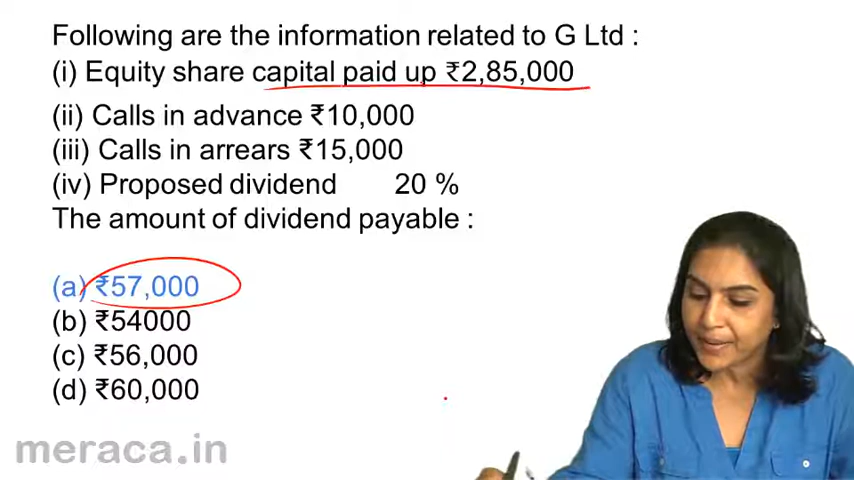 Following are the information related to G Ltd :
(i) Equity share capital paid up ₹2,85,000
(ii) Calls in advance ₹10,000
(iii) Calls in arrears ₹15,000
(iv) Proposed dividend 20 %
The amount of dividend payable :
(a) ₹57,000
(b) ₹54000
(c) ₹56,000
(d) ₹60,000
meraca.in